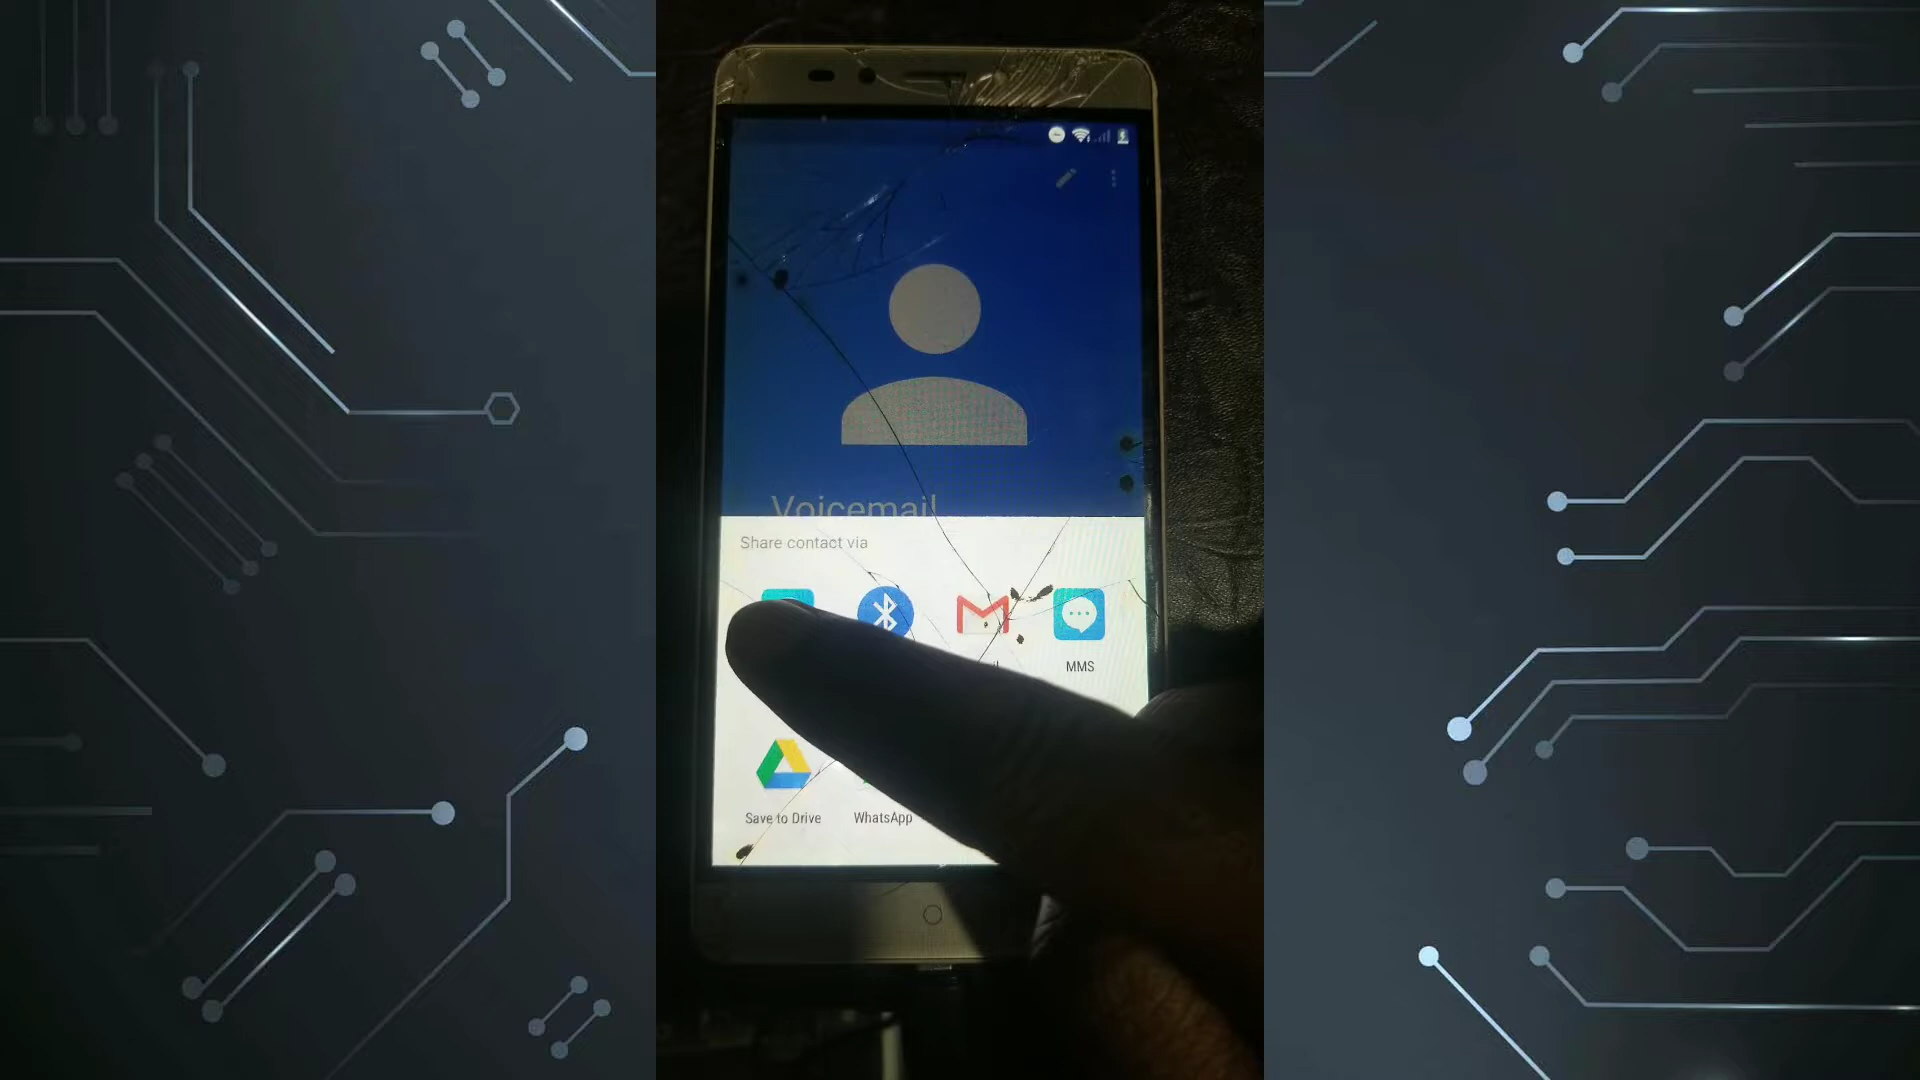 Voicemail
Share contact via
MMS
Save to Drive
WhatsApp